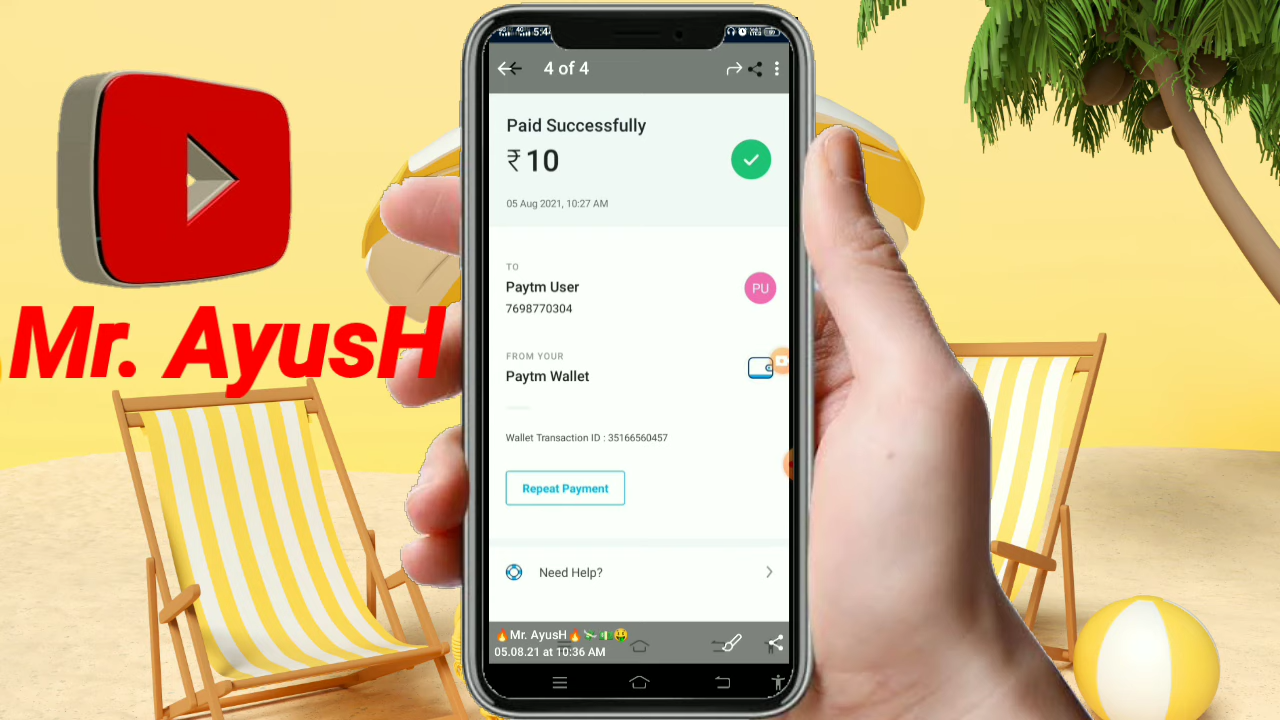 Mr. AyusH
4 of 4
Paid Successfully
₹10
05 Aug 2021, 10:27 AM
TO
Paytm User
7698770304
PU
FROM YOUR
Paytm Wallet
Wallet Transaction ID : 35166560457
Repeat Payment
Need Help?
🔥Mr. AyusH🔥💸💵🤑
05.08.21 at 10:36 AM